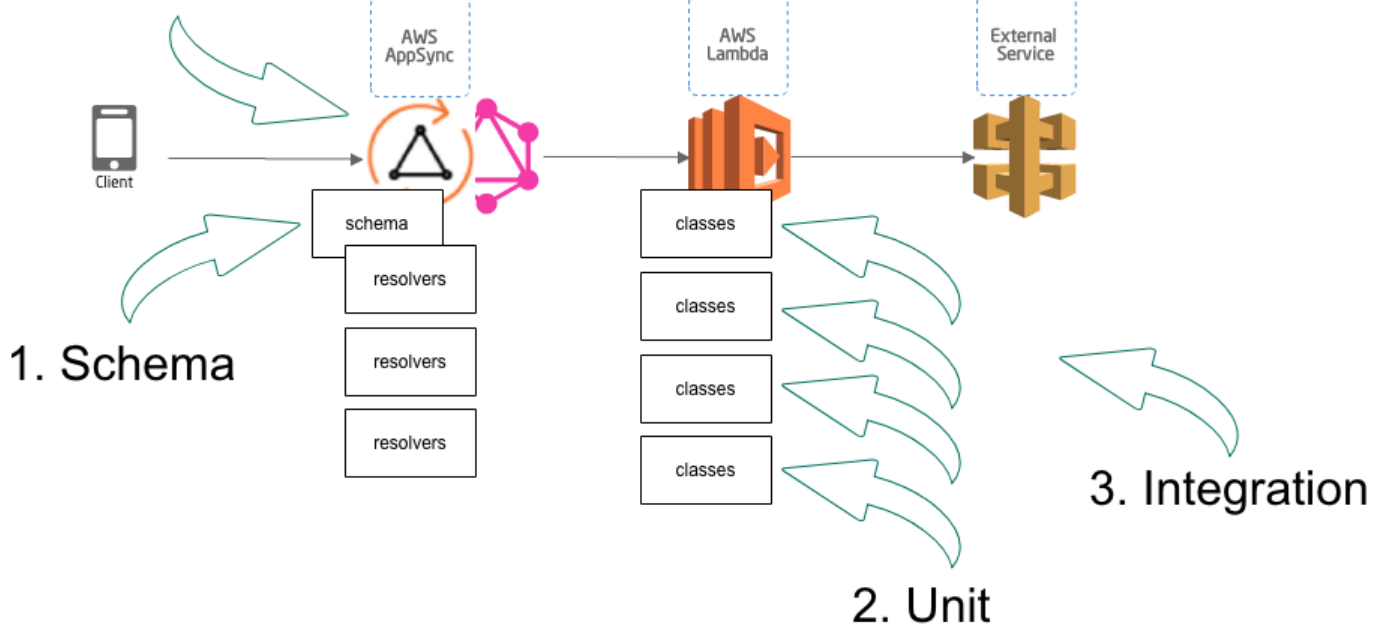 AWS
AppSync
AWS
Lambda
External
Service
Client
schema
classes
resolvers
classes
resolvers
classes
resolvers
classes
1. Schema
3. Integration
2. Unit